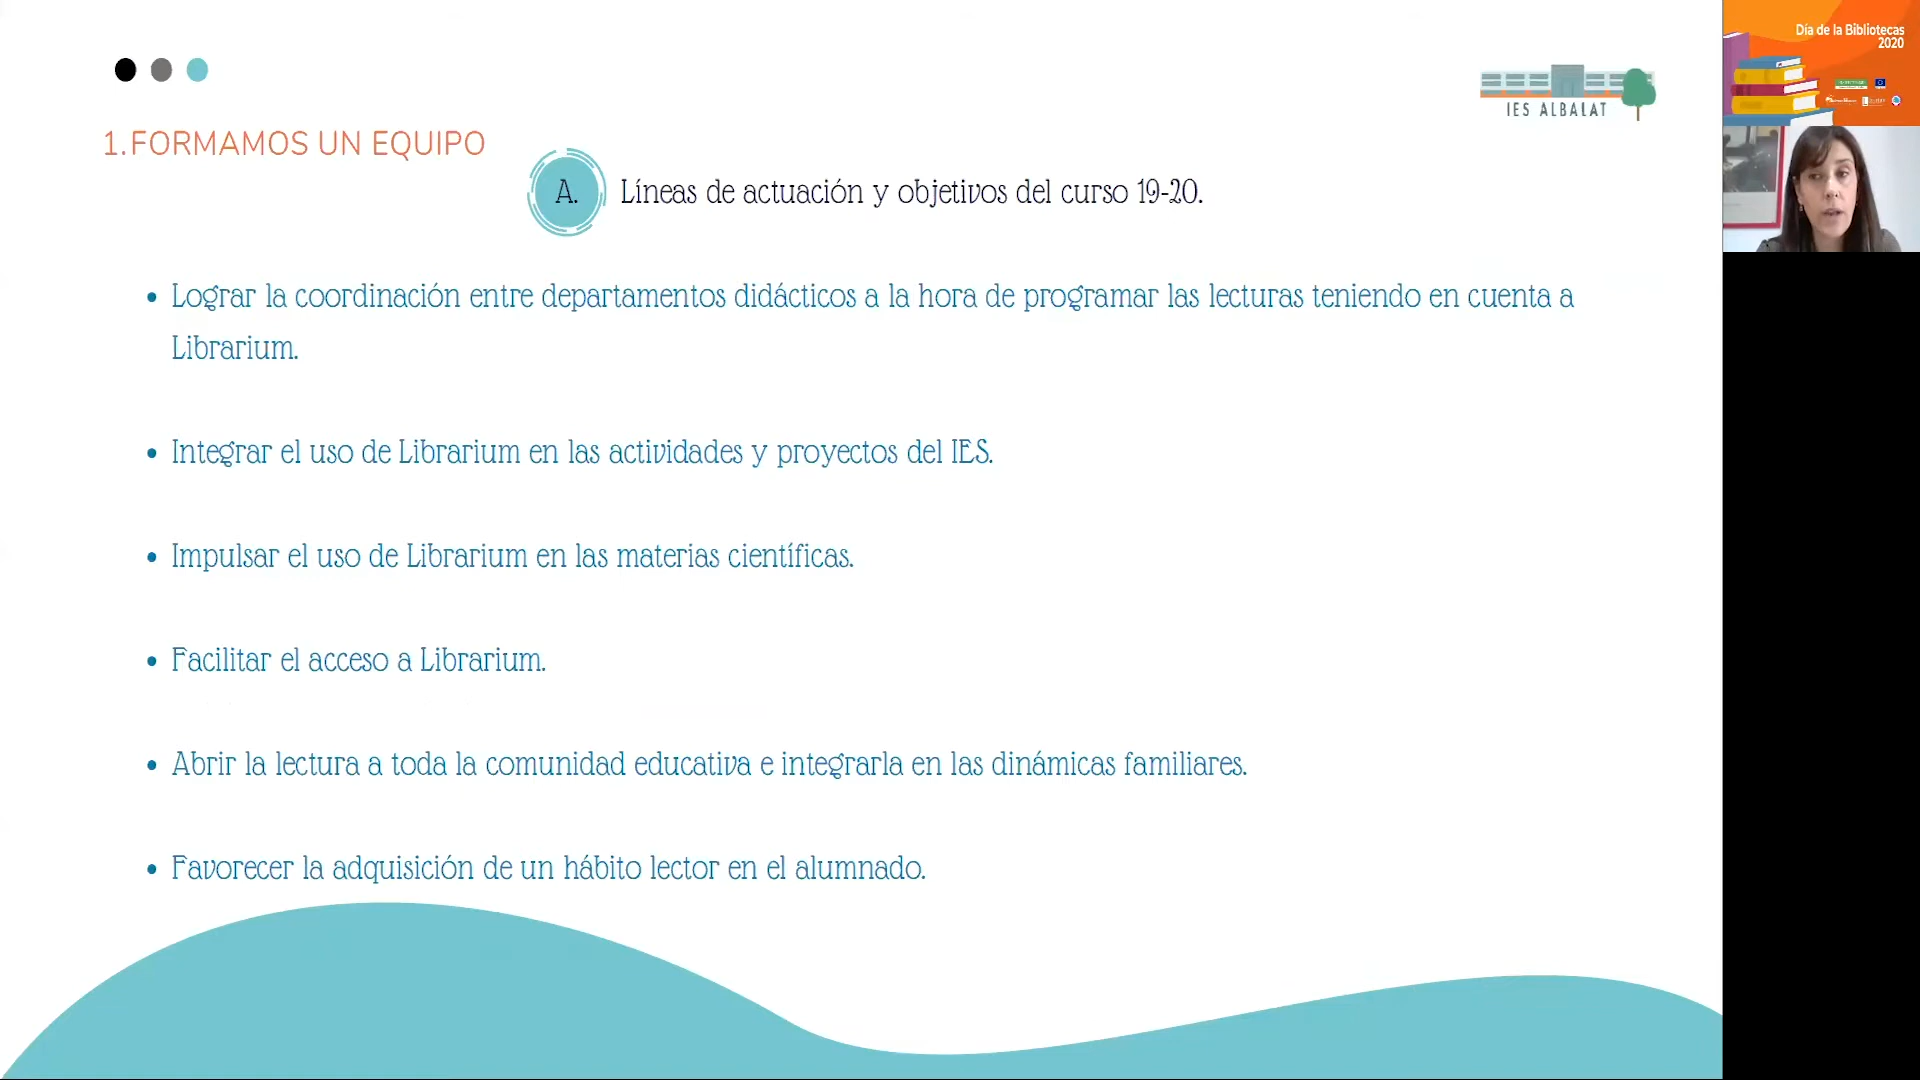 1.FORMAMOS UN EQUIPO
IES ALBALAT
A.
Líneas de actuación y objetivos del curso 19-20.
• Lograr la coordinación entre departamentos didácticos a la hora de programar las lecturas teniendo en cuenta a
Librarium.
• Integrar el uso de Librarium en las actividades y proyectos del IES.
• Impulsar el uso de Librarium en las materias científicas.
• Facilitar el acceso a Librarium.
• Abrir la lectura a toda la comunidad educativa e integrarla en las dinámicas familiares.
• Favorecer la adquisición de un hábito lector en el alumnado.
Día de la Bibliotecas
2020